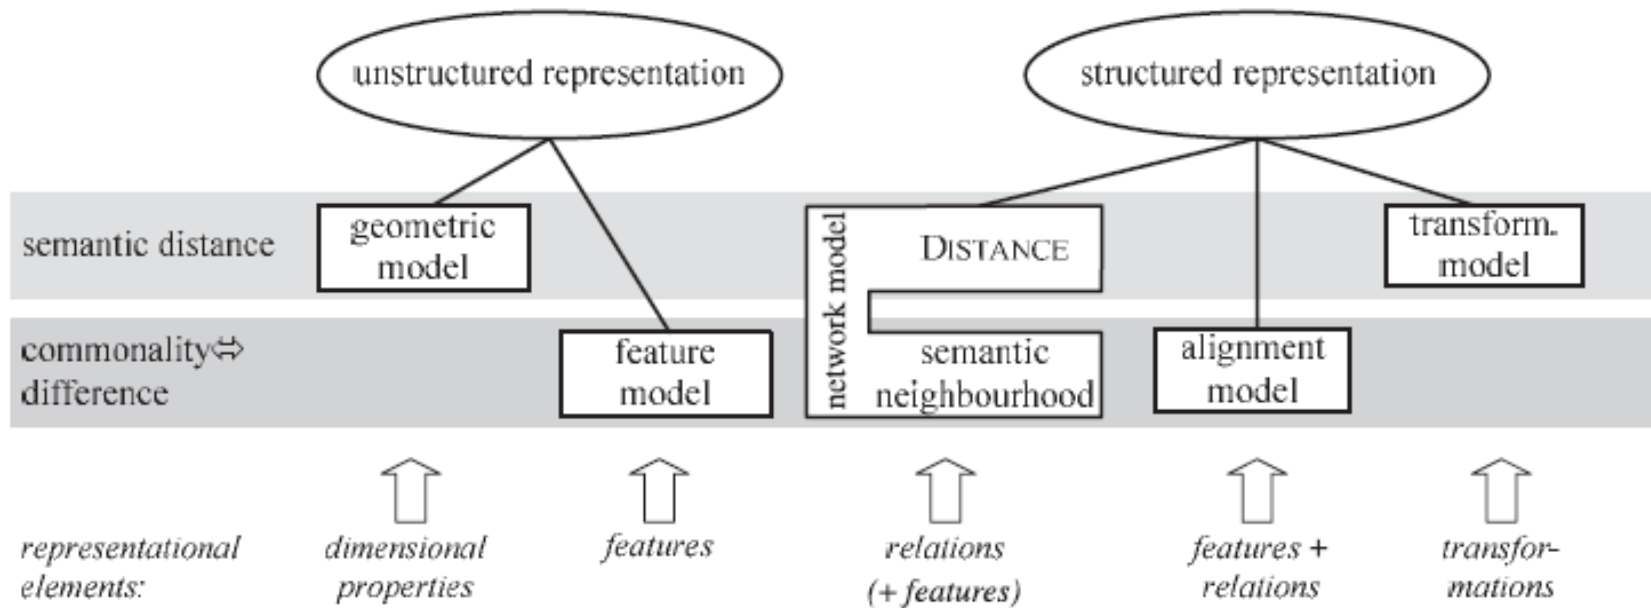 unstructured representation
structured representation
semantic distance
geometric
model
network model
DISTANCE
transform.
model
commonality⇔
difference
feature
model
semantic
neighbourhood
alignment
model
representational
elements:
dimensional
properties
features
relations
(+ features)
features +
relations
transfor-
mations